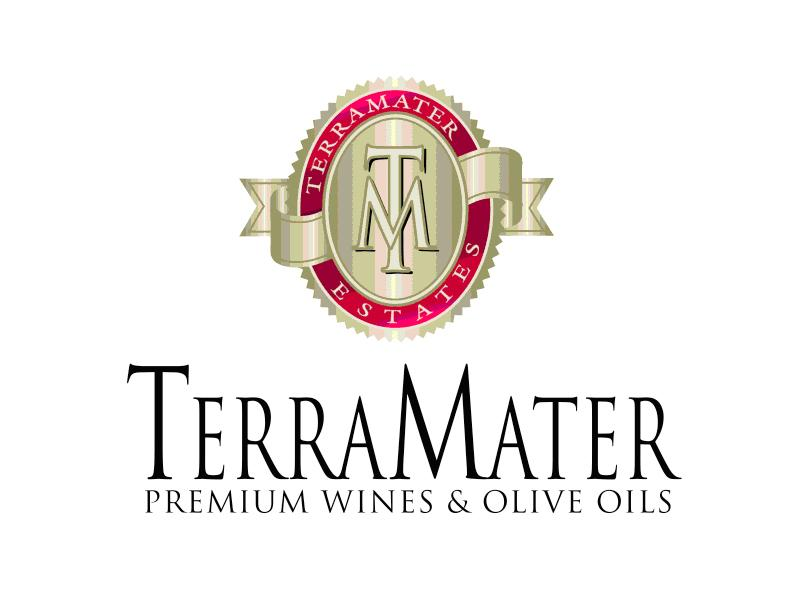 TERRAMATER
TM
ESTATES
TERRAMATER
PREMIUM WINES & OLIVE OILS